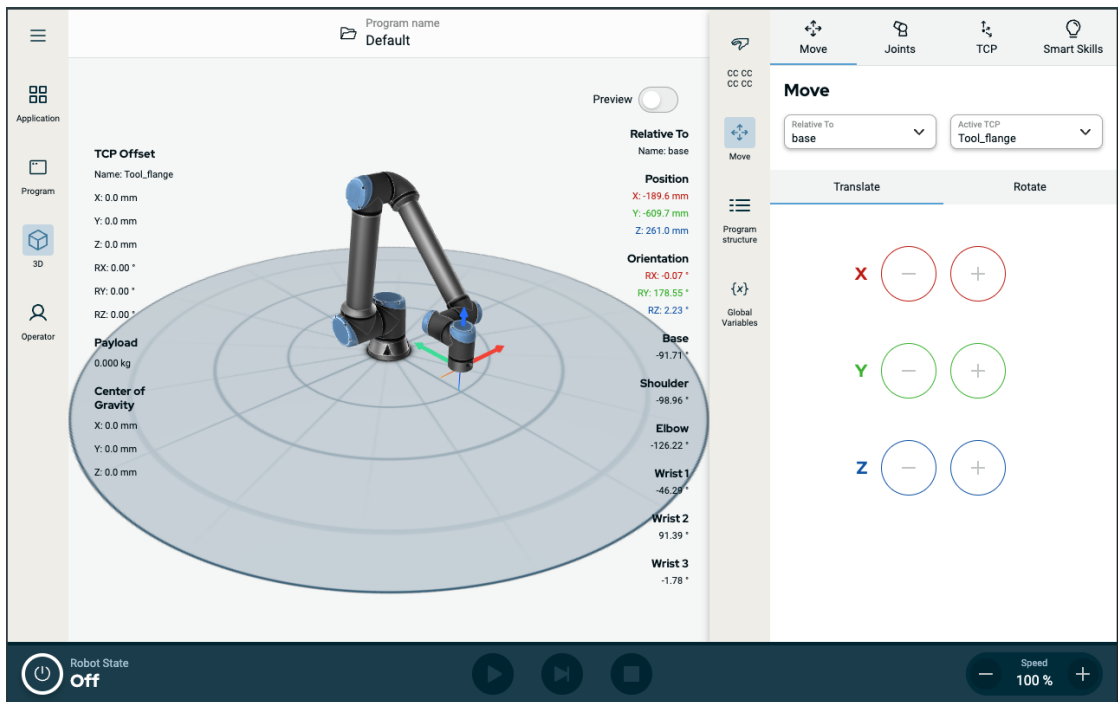 Program name
Default
Application
Program
3D
Operator
Preview
TCP Offset
Name: Tool_flange
X: 0.0 mm
Y: 0.0 mm
Z: 0.0 mm
RX: 0.00 °
RY: 0.00 °
RZ: 0.00 °
Payload
0.000 kg
Center of
Gravity
X: 0.0 mm
Y: 0.0 mm
Z: 0.0 mm
Relative To
Name: base
Position
X: -189.6 mm
Y: -609.7 mm
Z: 261.0 mm
Orientation
RX: -0.07 °
RY: 178.55 °
RZ: 2.23 °
Base
-91.71 °
Shoulder
-98.96 °
Elbow
-126.22 °
Wrist 1
-46.29 °
Wrist 2
91.39 °
Wrist 3
-1.78 °
CC CC
CC CC
Move
Program
structure
{x}
Global
Variables
Move
Joints
TCP
Smart Skills
Move
Relative To
base
Active TCP
Tool_flange
Translate
Rotate
X
Y
Z
Robot State
Off
Speed
100 %